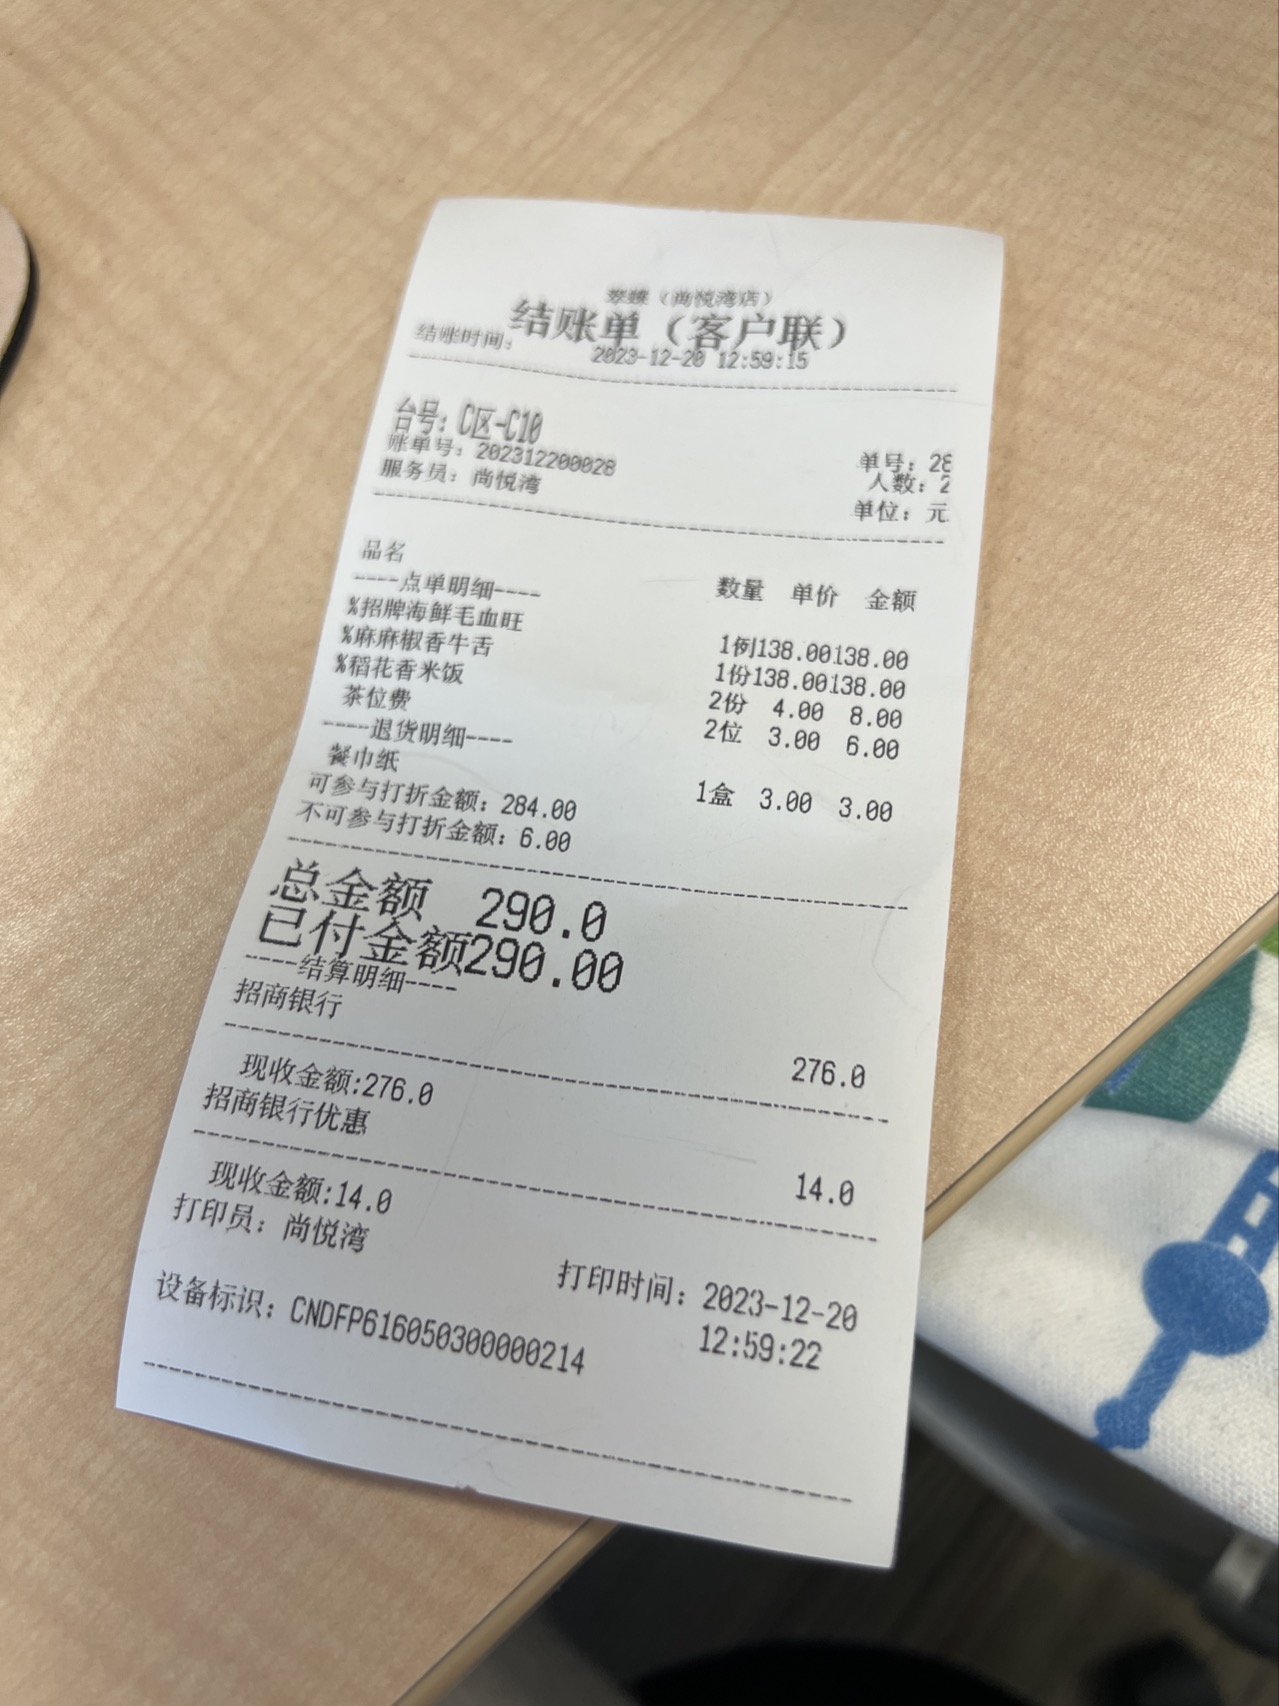 (尚悦湾店)
结账单(客户联)
结账时间: 2023-12-20 12:59:15
台号: C区-C10
账单号: 202312200028 单号: 28
服务员: 尚悦湾 人数: 2
单位: 元
品名 数量 单价 金额
----点单明细----
%招牌海鲜毛血旺 1例138.00138.00
%麻麻椒香牛舌 1份138.00138.00
%稻花香米饭 2份 4.00 8.00
茶位费 2位 3.00 6.00
----退货明细----
餐巾纸 1盒 3.00 3.00
可参与打折金额: 284.00
不可参与打折金额: 6.00
总金额 290.0
已付金额290.00
----结算明细----
招商银行 276.0
现收金额:276.0
招商银行优惠 14.0
现收金额:14.0
打印员: 尚悦湾 打印时间: 2023-12-20
12:59:22
设备标识: CNDFP616050300000214